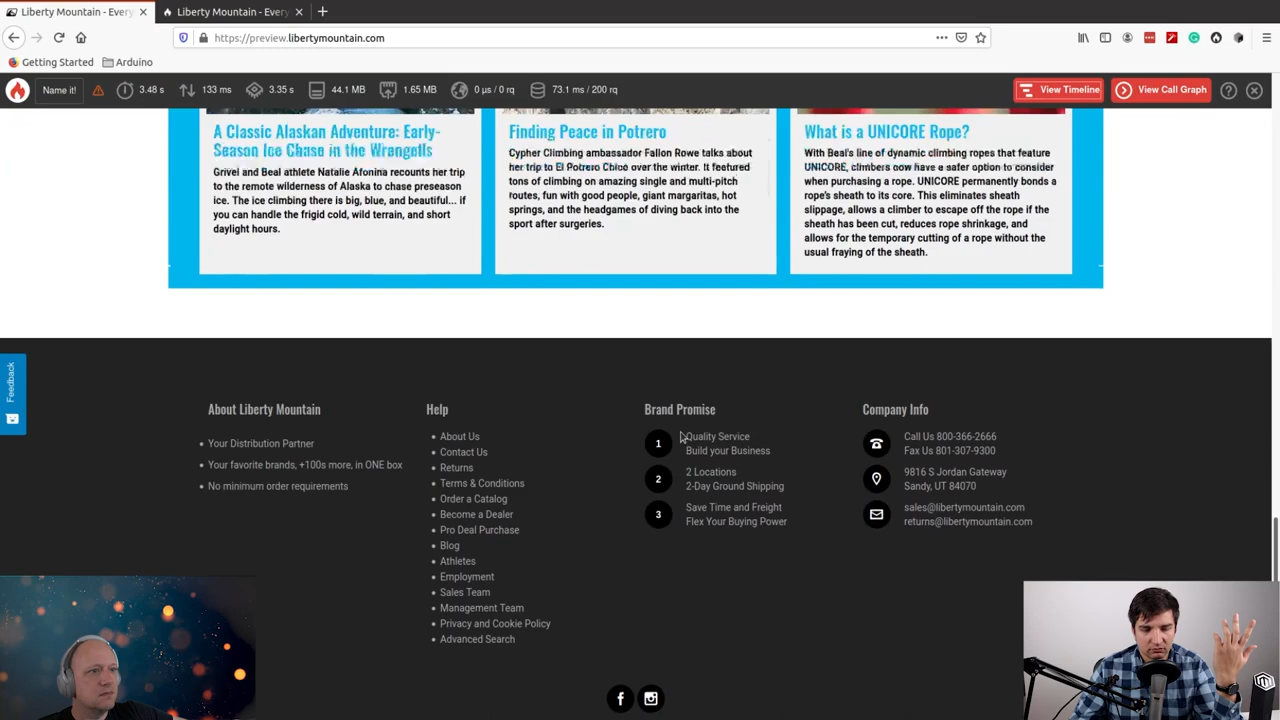 Liberty Mountain - Every
Liberty Mountain - Every
https://preview.libertymountain.com
Getting Started
Arduino
Name it!
3.48 s
133 ms
3.35 s
44.1 MB
1.65 MB
0 µs / 0 rq
73.1 ms / 200 rq
View Timeline
View Call Graph
A Classic Alaskan Adventure: Early-
Season Ice Chase in the Wrangells
Grivel and Beal athlete Natalie Afonina recounts her
trip to the remote wilderness of Alaska to chase preseason
ice. The ice climbing there is big, blue, and beautiful... if
you can handle the frigid cold, wild terrain, and short
daylight hours.
Finding Peace in Potrero
Cypher Climbing ambassador Fallon Rowe talks about
her trip to El Potrero Chico over the winter. It featured
tons of climbing on amazing single and multi-pitch
routes, fun with good people, giant margaritas, hot
springs, and the headgames of diving back into the
sport after surgeries.
What is a UNICORE Rope?
With Beal's line of dynamic climbing ropes that feature
UNICORE, climbers now have a safer option to consider
when purchasing a rope. UNICORE permanently bonds a
rope's sheath to its core. This eliminates sheath
slippage, allows a climber to escape off the rope if the
sheath has been cut, reduces rope shrinkage, and
allows for the temporary cutting of a rope without the
usual fraying of the sheath.
Feedback
About Liberty Mountain
Your Distribution Partner
Your favorite brands, +100s more, in ONE box
No minimum order requirements
Help
About Us
Contact Us
Returns
Terms & Conditions
Order a Catalog
Become a Dealer
Pro Deal Purchase
Blog
Athletes
Employment
Sales Team
Management Team
Privacy and Cookie Policy
Advanced Search
Brand Promise
1
Quality Service
Build your Business
2
2 Locations
2-Day Ground Shipping
3
Save Time and Freight
Flex Your Buying Power
Company Info
Call Us 800-366-2666
Fax Us 801-307-9300
9816 S Jordan Gateway
Sandy, UT 84070
sales@libertymountain.com
returns@libertymountain.com